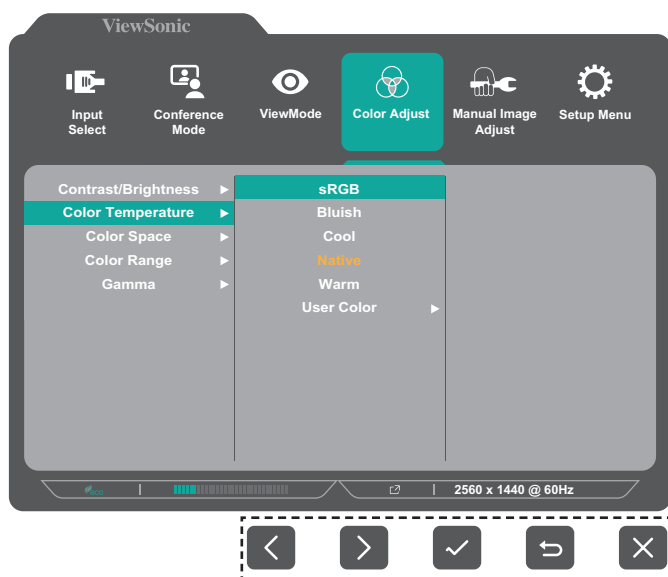 ViewSonic
Input Select
Conference Mode
ViewMode
Color Adjust
Manual Image Adjust
Setup Menu
Contrast/Brightness
Color Temperature
Color Space
Color Range
Gamma
sRGB
Bluish
Cool
Native
Warm
User Color
eco
2560 x 1440 @ 60Hz